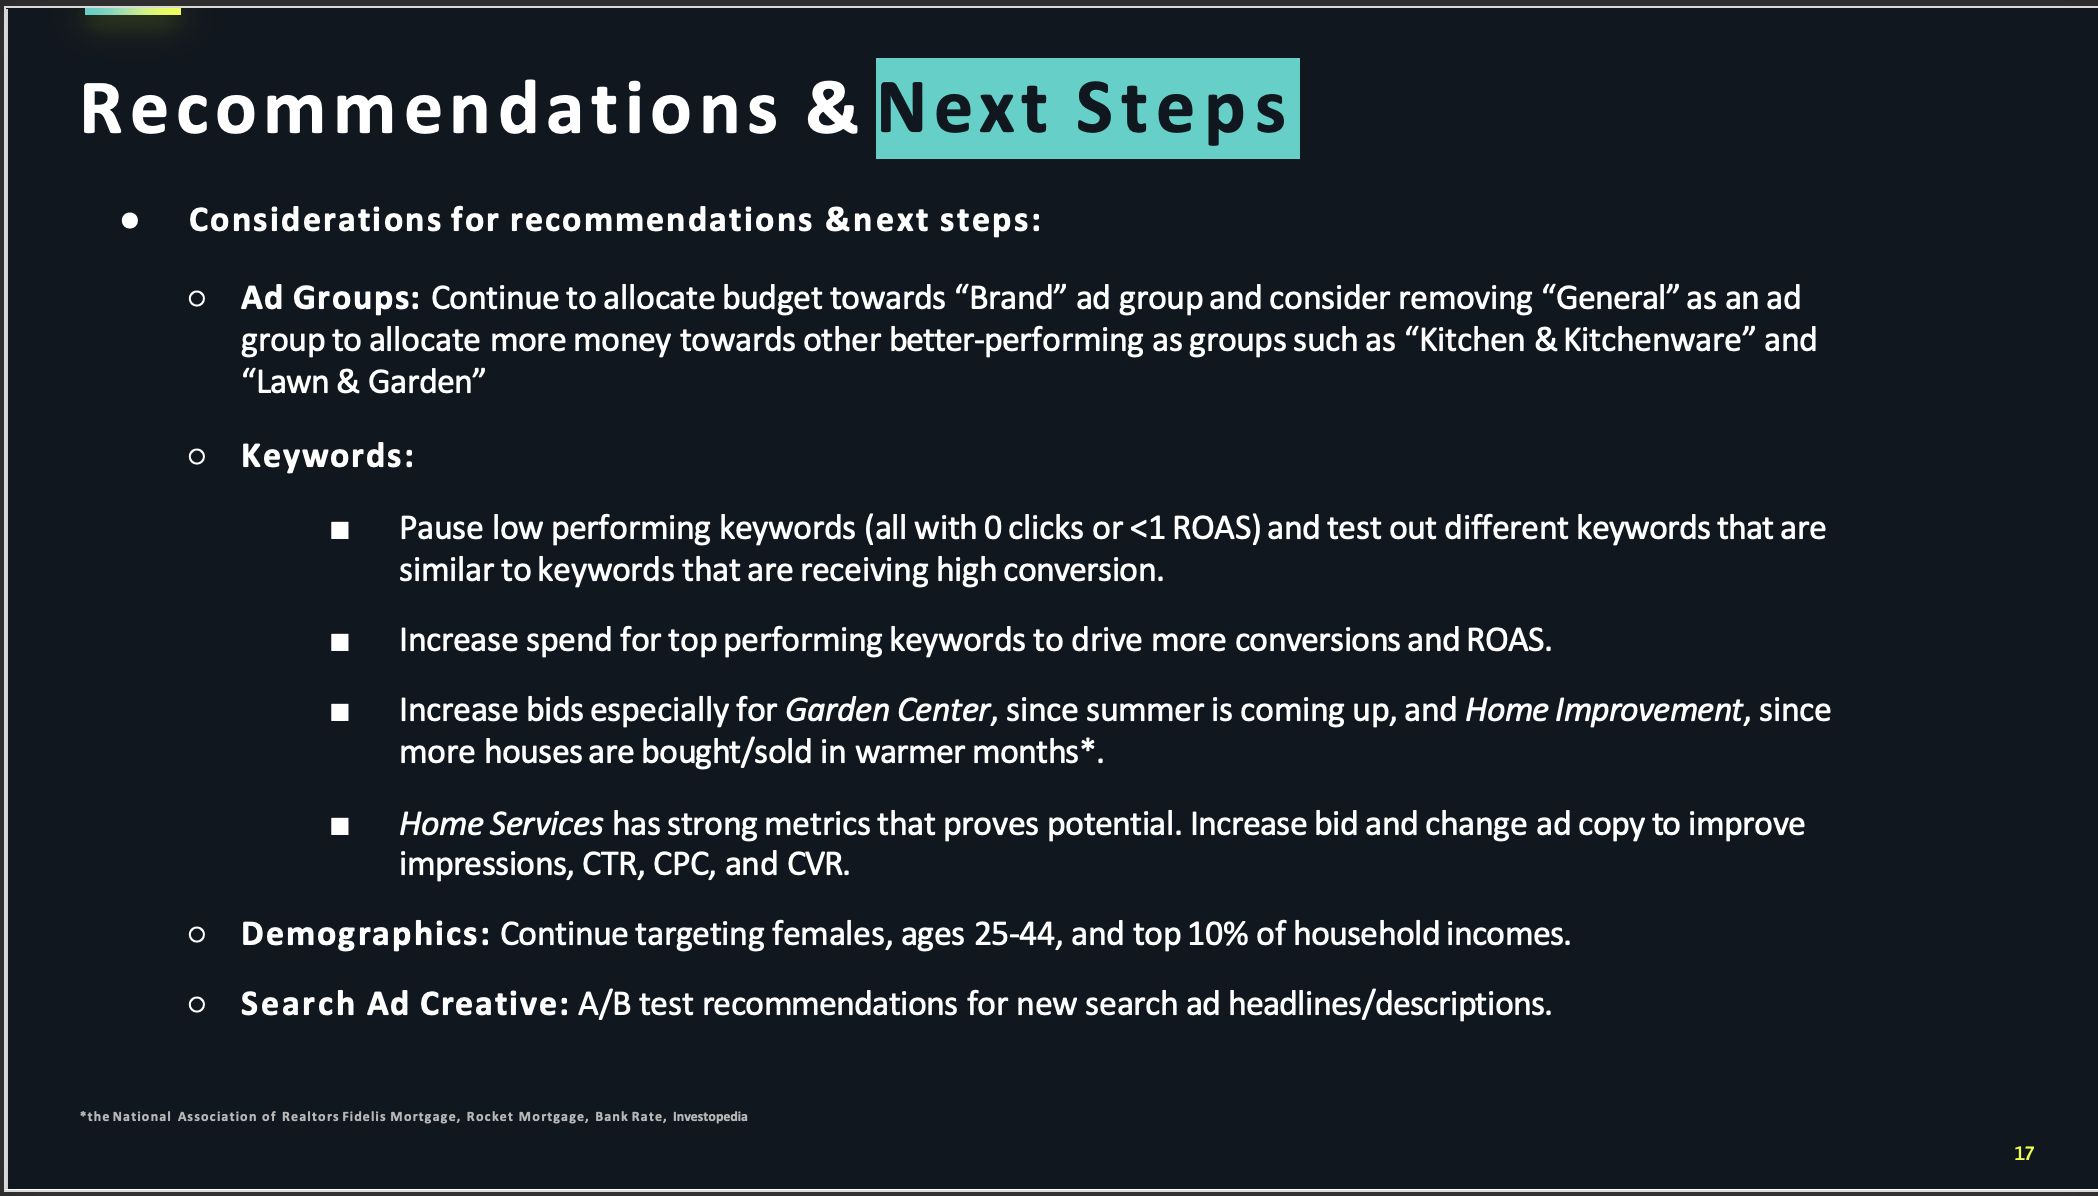 Recommendations & Next Steps
● Considerations for recommendations &next steps:
○ Ad Groups: Continue to allocate budget towards “Brand” ad group and consider removing “General” as an ad
group to allocate more money towards other better-performing as groups such as “Kitchen & Kitchenware” and
“Lawn & Garden”
○ Keywords:
■ Pause low performing keywords (all with 0 clicks or <1 ROAS) and test out different keywords that are
similar to keywords that are receiving high conversion.
■ Increase spend for top performing keywords to drive more conversions and ROAS.
■ Increase bids especially for Garden Center, since summer is coming up, and Home Improvement, since
more houses are bought/sold in warmer months*.
■ Home Services has strong metrics that proves potential. Increase bid and change ad copy to improve
impressions, CTR, CPC, and CVR.
○ Demographics: Continue targeting females, ages 25-44, and top 10% of household incomes.
○ Search Ad Creative: A/B test recommendations for new search ad headlines/descriptions.
*the National Association of Realtors Fidelis Mortgage, Rocket Mortgage, Bank Rate, Investopedia
17